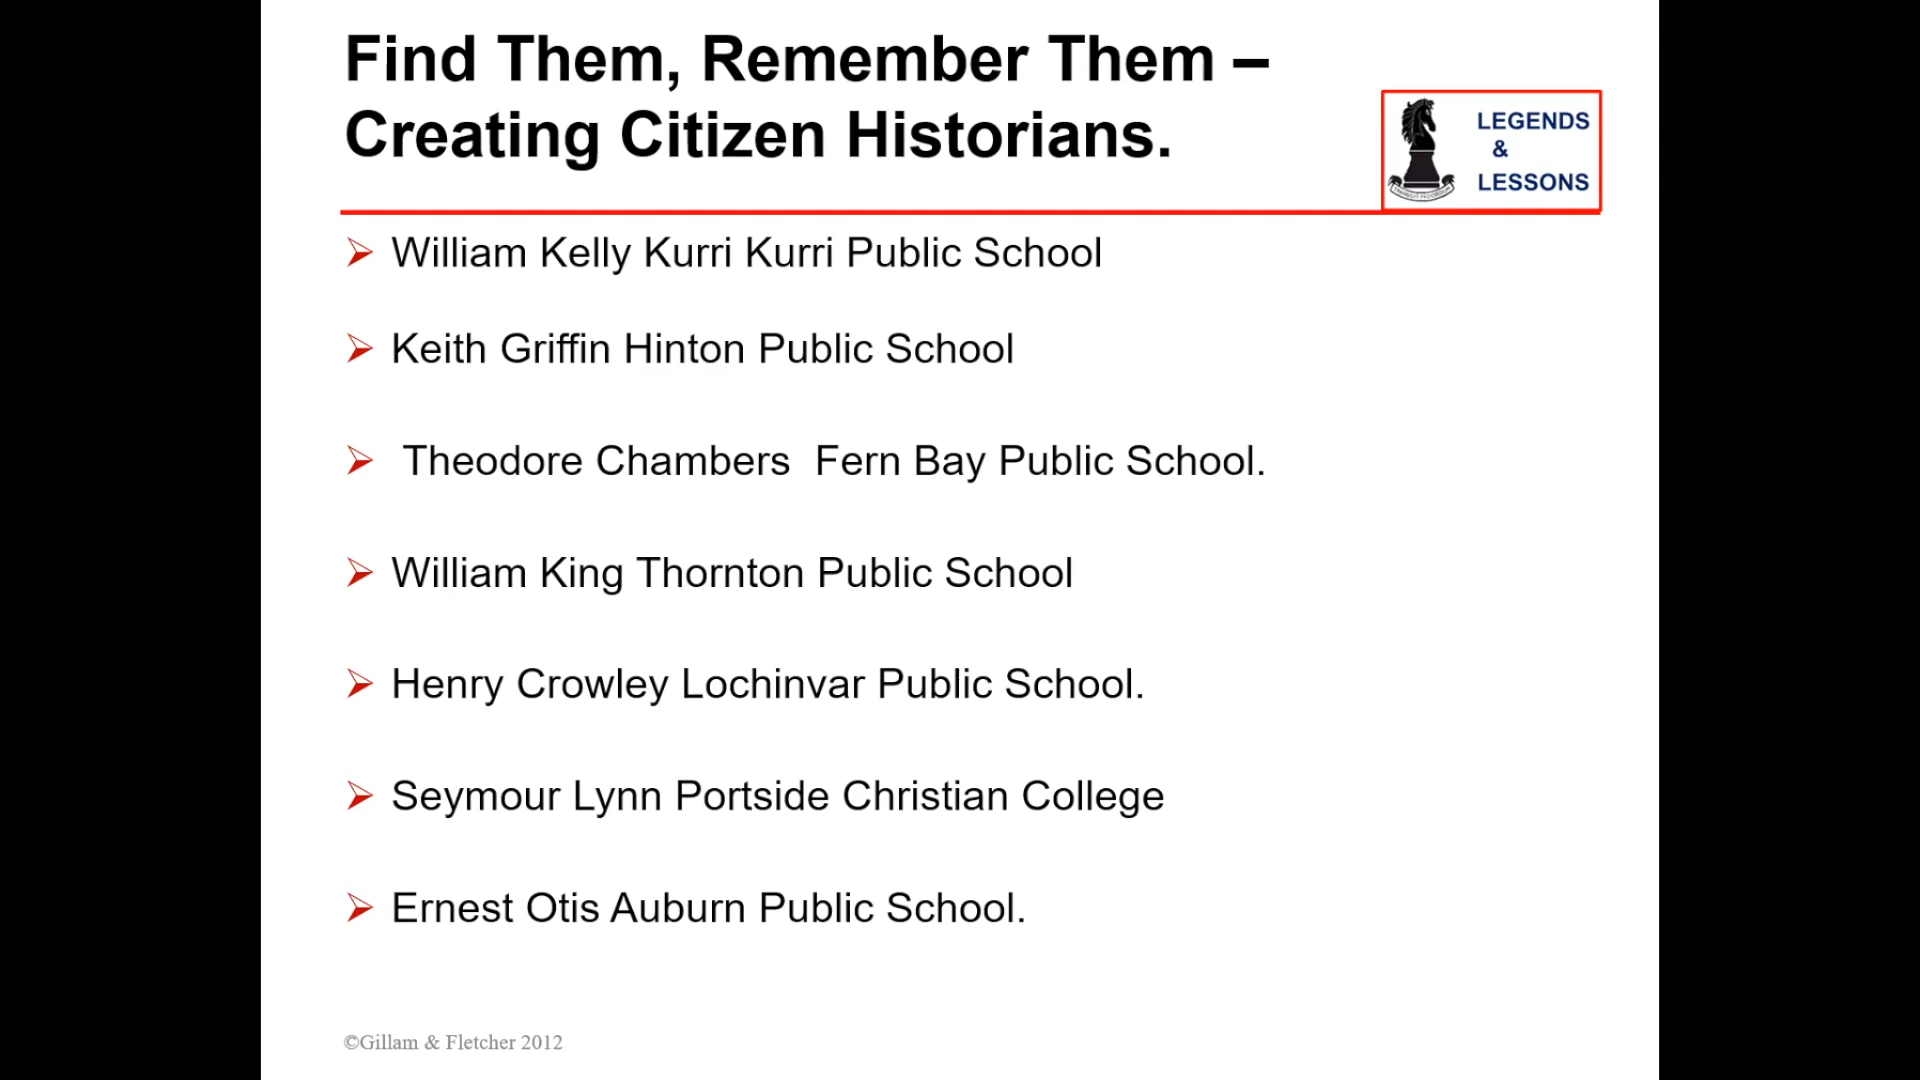 Find Them, Remember Them –
Creating Citizen Historians.
LEGENDS
&
LESSONS
William Kelly Kurri Kurri Public School
Keith Griffin Hinton Public School
Theodore Chambers  Fern Bay Public School.
William King Thornton Public School
Henry Crowley Lochinvar Public School.
Seymour Lynn Portside Christian College
Ernest Otis Auburn Public School.
©Gillam & Fletcher 2012